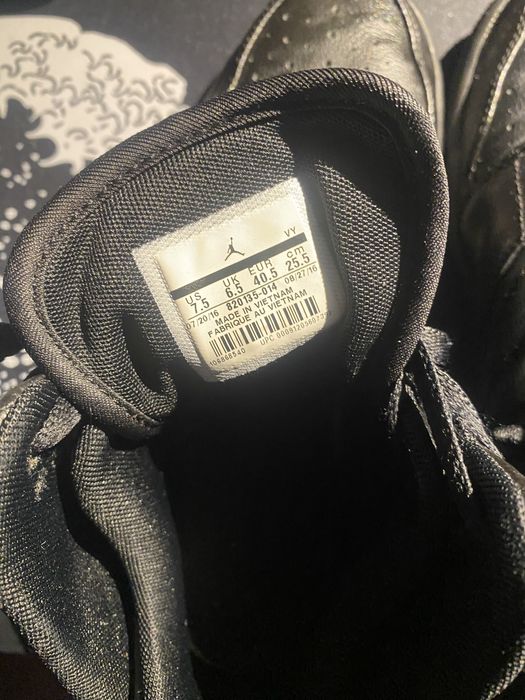 VY
US UK EUR cm
7.5 6.5 40.5 25.5
07/20/16 08/27/16
820135-014
MADE IN VIETNAM
FABRIQUE AU VIETNAM